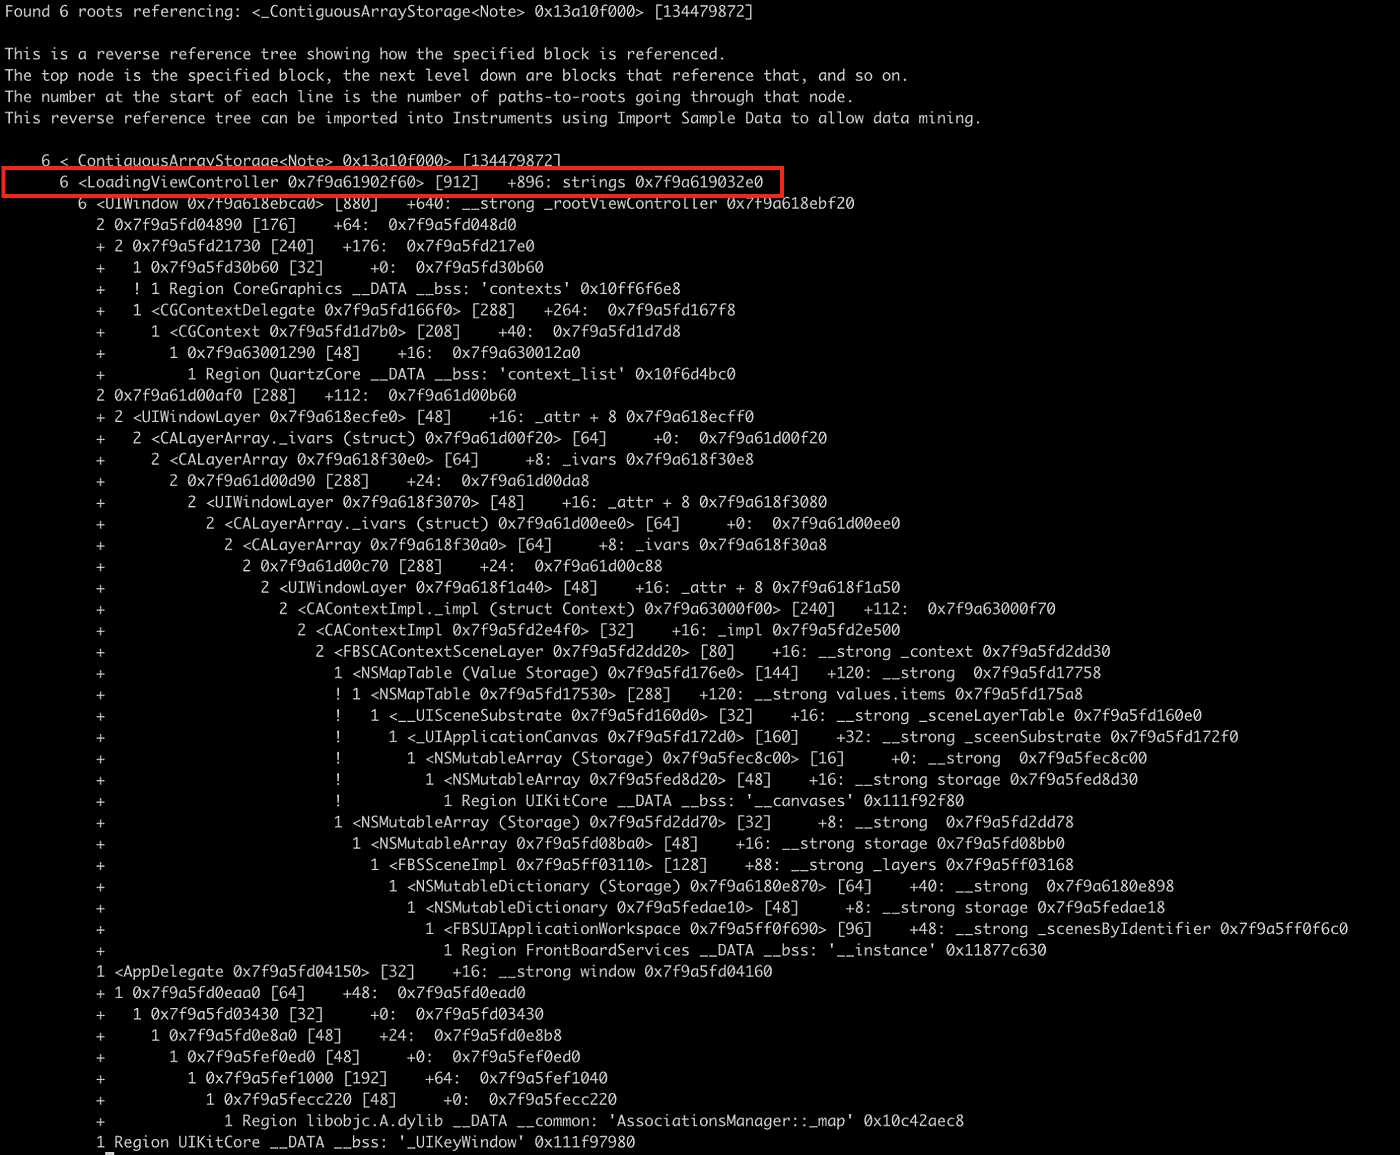 Found 6 roots referencing: <_ContiguousArrayStorage<Note> 0x13a10f000> [134479872]
This is a reverse reference tree showing how the specified block is referenced.
The top node is the specified block, the next level down are blocks that reference that, and so on.
The number at the start of each line is the number of paths-to-roots going through that node.
This reverse reference tree can be imported into Instruments using Import Sample Data to allow data mining.
6 <_ContiguousArrayStorage<Note> 0x13a10f000> [134479872]
6 <LoadingViewController 0x7f9a61902f60> [912] +896: strings 0x7f9a619032e0
6 <UIWindow 0x7f9a618ebca0> [880] +640: __strong _rootViewController 0x7f9a618ebf20
2 0x7f9a5fd04890 [176] +64: 0x7f9a5fd048d0
+ 2 0x7f9a5fd21730 [240] +176: 0x7f9a5fd217e0
+ 1 0x7f9a5fd30b60 [32] +0: 0x7f9a5fd30b60
+ ! 1 Region CoreGraphics __DATA __bss: 'contexts' 0x10ff6f6e8
+ 1 <CGContextDelegate 0x7f9a5fd166f0> [288] +264: 0x7f9a5fd167f8
+ 1 <CGContext 0x7f9a5fd1d7b0> [208] +40: 0x7f9a5fd1d7d8
+ 1 0x7f9a63001290 [48] +16: 0x7f9a630012a0
+ 1 Region QuartzCore __DATA __bss: 'context_list' 0x10f6d4bc0
2 0x7f9a61d00af0 [288] +112: 0x7f9a61d00b60
+ 2 <UIWindowLayer 0x7f9a618ecfe0> [48] +16: _attr + 8 0x7f9a618ecff0
+ 2 <CALayerArray._ivars (struct) 0x7f9a61d00f20> [64] +0: 0x7f9a61d00f20
+ 2 <CALayerArray 0x7f9a618f30e0> [64] +8: _ivars 0x7f9a618f30e8
+ 2 0x7f9a61d00d90 [288] +24: 0x7f9a61d00da8
+ 2 <UIWindowLayer 0x7f9a618f3070> [48] +16: _attr + 8 0x7f9a618f3080
+ 2 <CALayerArray._ivars (struct) 0x7f9a61d00ee0> [64] +0: 0x7f9a61d00ee0
+ 2 <CALayerArray 0x7f9a618f30a0> [64] +8: _ivars 0x7f9a618f30a8
+ 2 0x7f9a61d00c70 [288] +24: 0x7f9a61d00c88
+ 2 <UIWindowLayer 0x7f9a618f1a40> [48] +16: _attr + 8 0x7f9a618f1a50
+ 2 <CAContextImpl._impl (struct Context) 0x7f9a63000f00> [240] +112: 0x7f9a63000f70
+ 2 <CAContextImpl 0x7f9a5fd2e4f0> [32] +16: _impl 0x7f9a5fd2e500
+ 2 <FBSCAContextSceneLayer 0x7f9a5fd2dd20> [80] +16: __strong _context 0x7f9a5fd2dd30
+ 1 <NSMapTable (Value Storage) 0x7f9a5fd176e0> [144] +120: __strong 0x7f9a5fd17758
+ ! 1 <NSMapTable 0x7f9a5fd17530> [288] +120: __strong values.items 0x7f9a5fd175a8
+ ! 1 <__UISceneSubstrate 0x7f9a5fd160d0> [32] +16: __strong _sceneLayerTable 0x7f9a5fd160e0
+ ! 1 <_UIApplicationCanvas 0x7f9a5fd172d0> [160] +32: __strong _sceenSubstrate 0x7f9a5fd172f0
+ ! 1 <NSMutableArray (Storage) 0x7f9a5fec8c00> [16] +0: __strong 0x7f9a5fec8c00
+ ! 1 <NSMutableArray 0x7f9a5fed8d20> [48] +16: __strong storage 0x7f9a5fed8d30
+ ! 1 Region UIKitCore __DATA __bss: '__canvases' 0x111f92f80
+ 1 <NSMutableArray (Storage) 0x7f9a5fd2dd70> [32] +8: __strong 0x7f9a5fd2dd78
+ 1 <NSMutableArray 0x7f9a5fd08ba0> [48] +16: __strong storage 0x7f9a5fd08bb0
+ 1 <FBSSceneImpl 0x7f9a5ff03110> [128] +88: __strong _layers 0x7f9a5ff03168
+ 1 <NSMutableDictionary (Storage) 0x7f9a6180e870> [64] +40: __strong 0x7f9a6180e898
+ 1 <NSMutableDictionary 0x7f9a5fedae10> [48] +8: __strong storage 0x7f9a5fedae18
+ 1 <FBSUIApplicationWorkspace 0x7f9a5ff0f690> [96] +48: __strong _scenesByIdentifier 0x7f9a5ff0f6c0
+ 1 Region FrontBoardServices __DATA __bss: '__instance' 0x11877c630
1 <AppDelegate 0x7f9a5fd04150> [32] +16: __strong window 0x7f9a5fd04160
+ 1 0x7f9a5fd0eaa0 [64] +48: 0x7f9a5fd0ead0
+ 1 0x7f9a5fd03430 [32] +0: 0x7f9a5fd03430
+ 1 0x7f9a5fd0e8a0 [48] +24: 0x7f9a5fd0e8b8
+ 1 0x7f9a5fef0ed0 [48] +0: 0x7f9a5fef0ed0
+ 1 0x7f9a5fef1000 [192] +64: 0x7f9a5fef1040
+ 1 0x7f9a5fecc220 [48] +0: 0x7f9a5fecc220
+ 1 Region libobjc.A.dylib __DATA __common: 'AssociationsManager::_map' 0x10c42aec8
1 Region UIKitCore __DATA __bss: '_UIKeyWindow' 0x111f97980